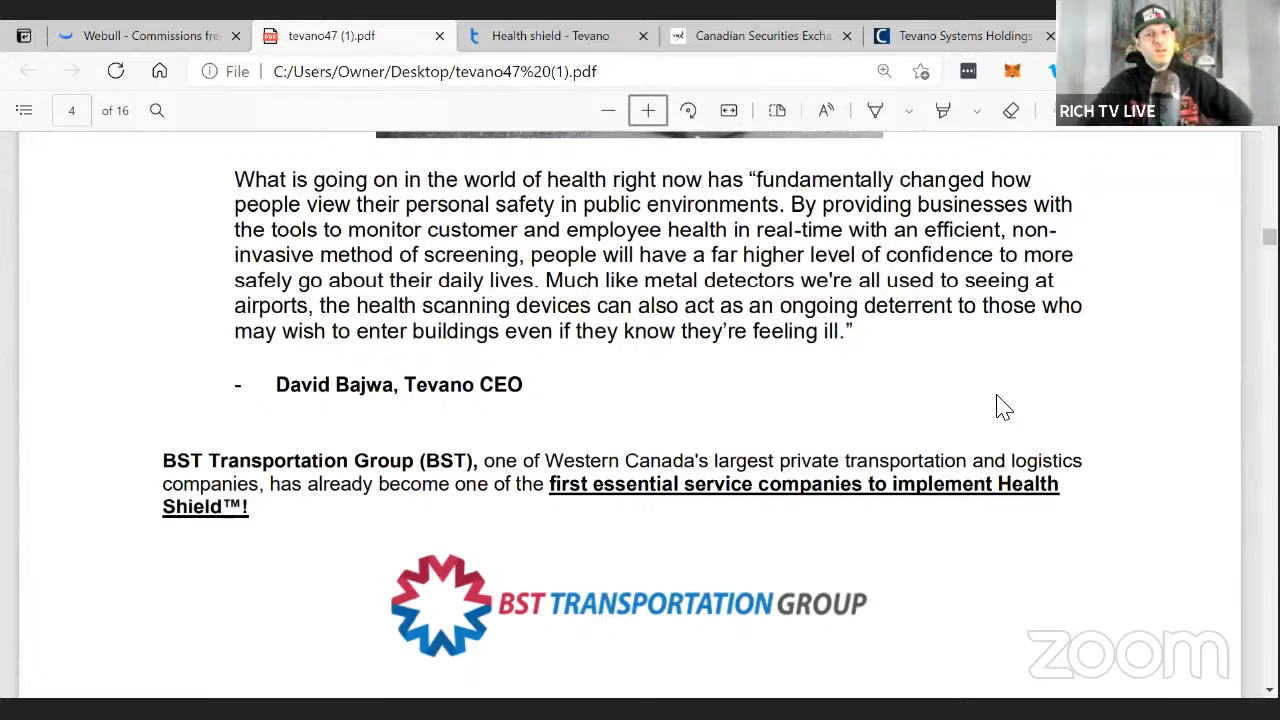 Webull - Commissions fre
tevano47 (1).pdf
Health shield - Tevano
Canadian Securities Excha
Tevano Systems Holdings
File
C:/Users/Owner/Desktop/tevano47%20(1).pdf
4
of 16
RICH TV LIVE
What is going on in the world of health right now has “fundamentally changed how
people view their personal safety in public environments. By providing businesses with
the tools to monitor customer and employee health in real-time with an efficient, non-
invasive method of screening, people will have a far higher level of confidence to more
safely go about their daily lives. Much like metal detectors we're all used to seeing at
airports, the health scanning devices can also act as an ongoing deterrent to those who
may wish to enter buildings even if they know they’re feeling ill.”
- David Bajwa, Tevano CEO
BST Transportation Group (BST), one of Western Canada's largest private transportation and logistics
companies, has already become one of the first essential service companies to implement Health
Shield™!
BST TRANSPORTATION GROUP
zoom